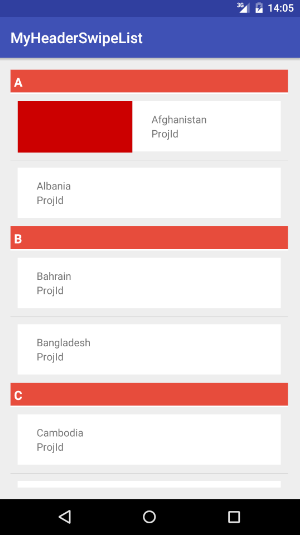 3G 14:05
MyHeaderSwipeList
A
Afghanistan
ProjId
Albania
ProjId
B
Bahrain
ProjId
Bangladesh
ProjId
C
Cambodia
ProjId